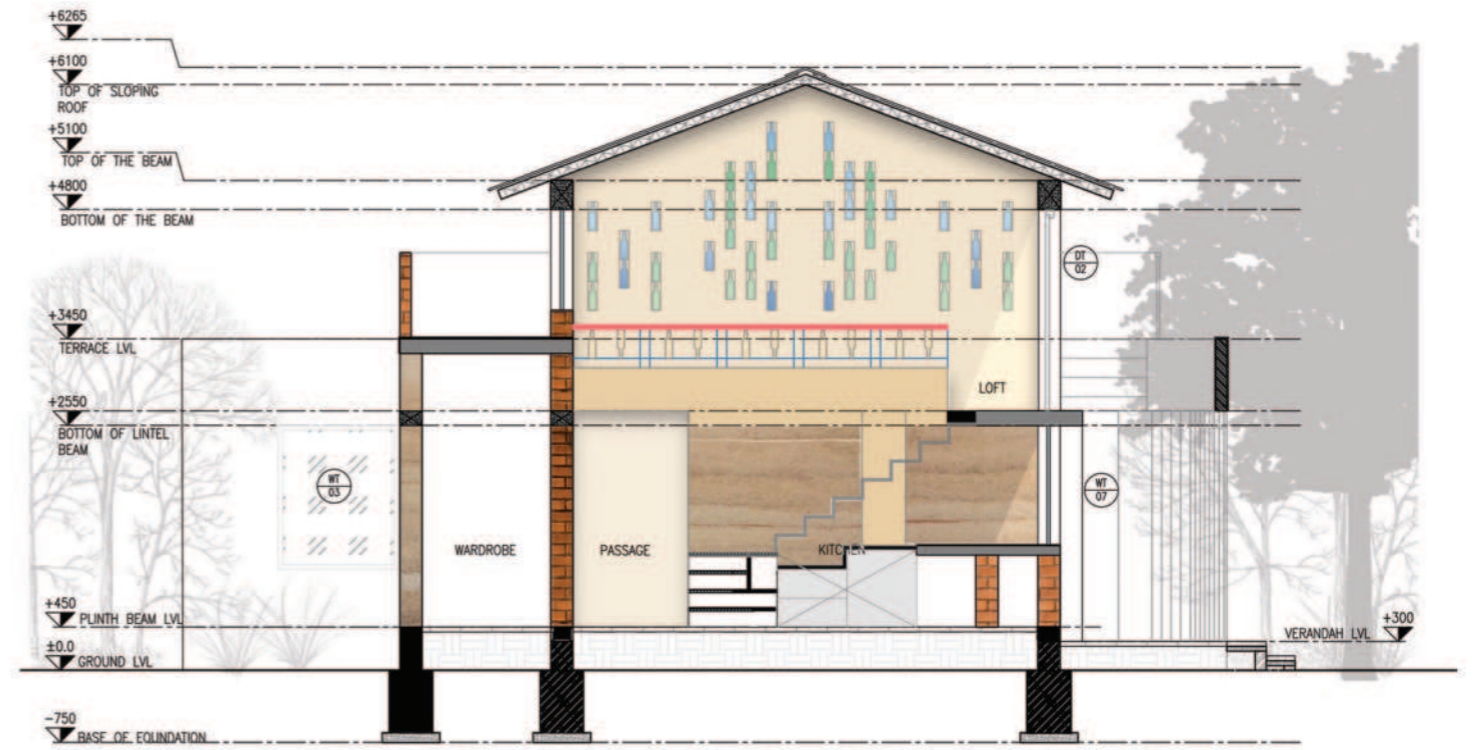 +6265
+6100
TOP OF SLOPING
ROOF
+5100
TOP OF THE BEAM
+4800
BOTTOM OF THE BEAM
DT
02
+3450
TERRACE LVL
LOFT
+2550
BOTTOM OF LINTEL
BEAM
WT
03
WT
07
WARDROBE
PASSAGE
KITCHEN
+450
PLINTH BEAM LVL
+300
VERANDAH LVL
±0.0
GROUND LVL
-750
BASE OF FOUNDATION